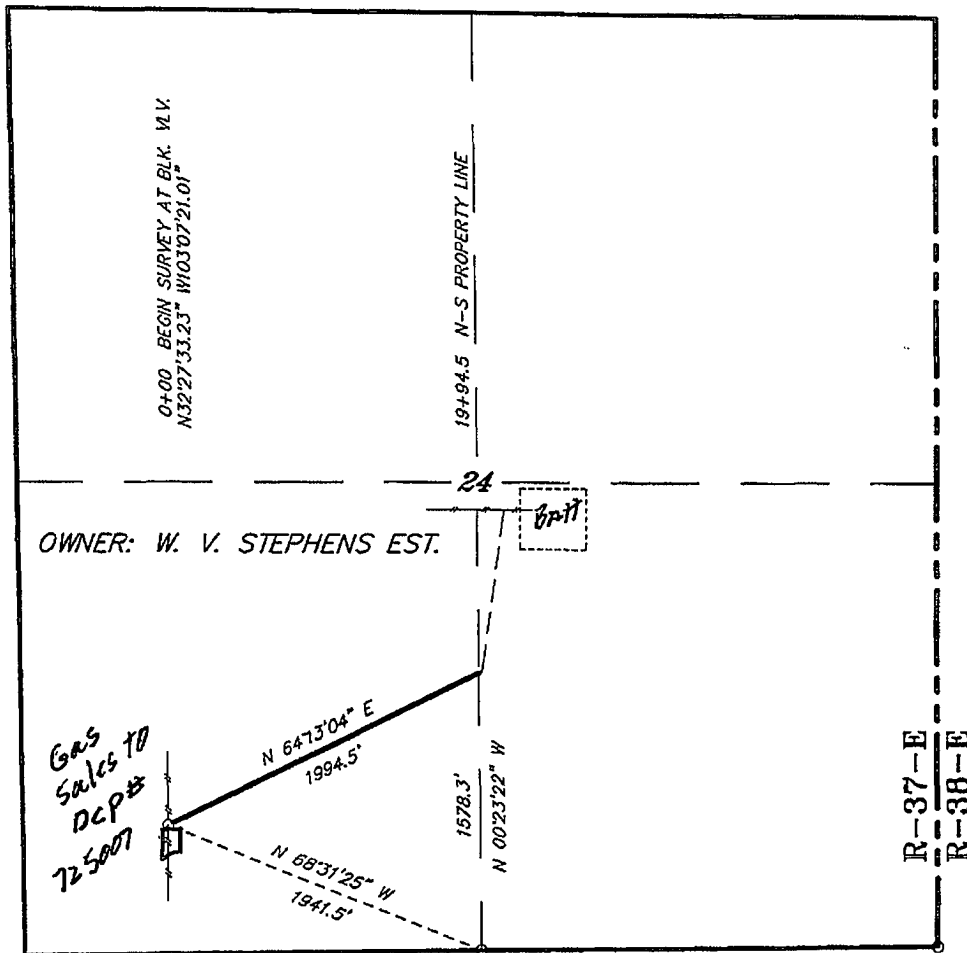 0+00 BEGIN SURVEY AT BLK. VLV.
N32°27'33.23" W103°07'21.01"
19+94.5 N-S PROPERTY LINE
24
BATT
OWNER: W. V. STEPHENS EST.
N 64°13'04" E
1994.5'
1578.3'
N 00°23'22" W
Gas
Sales to
DCP#
725007
N 68°31'25" W
1941.5'
R-37-E
R-38-E